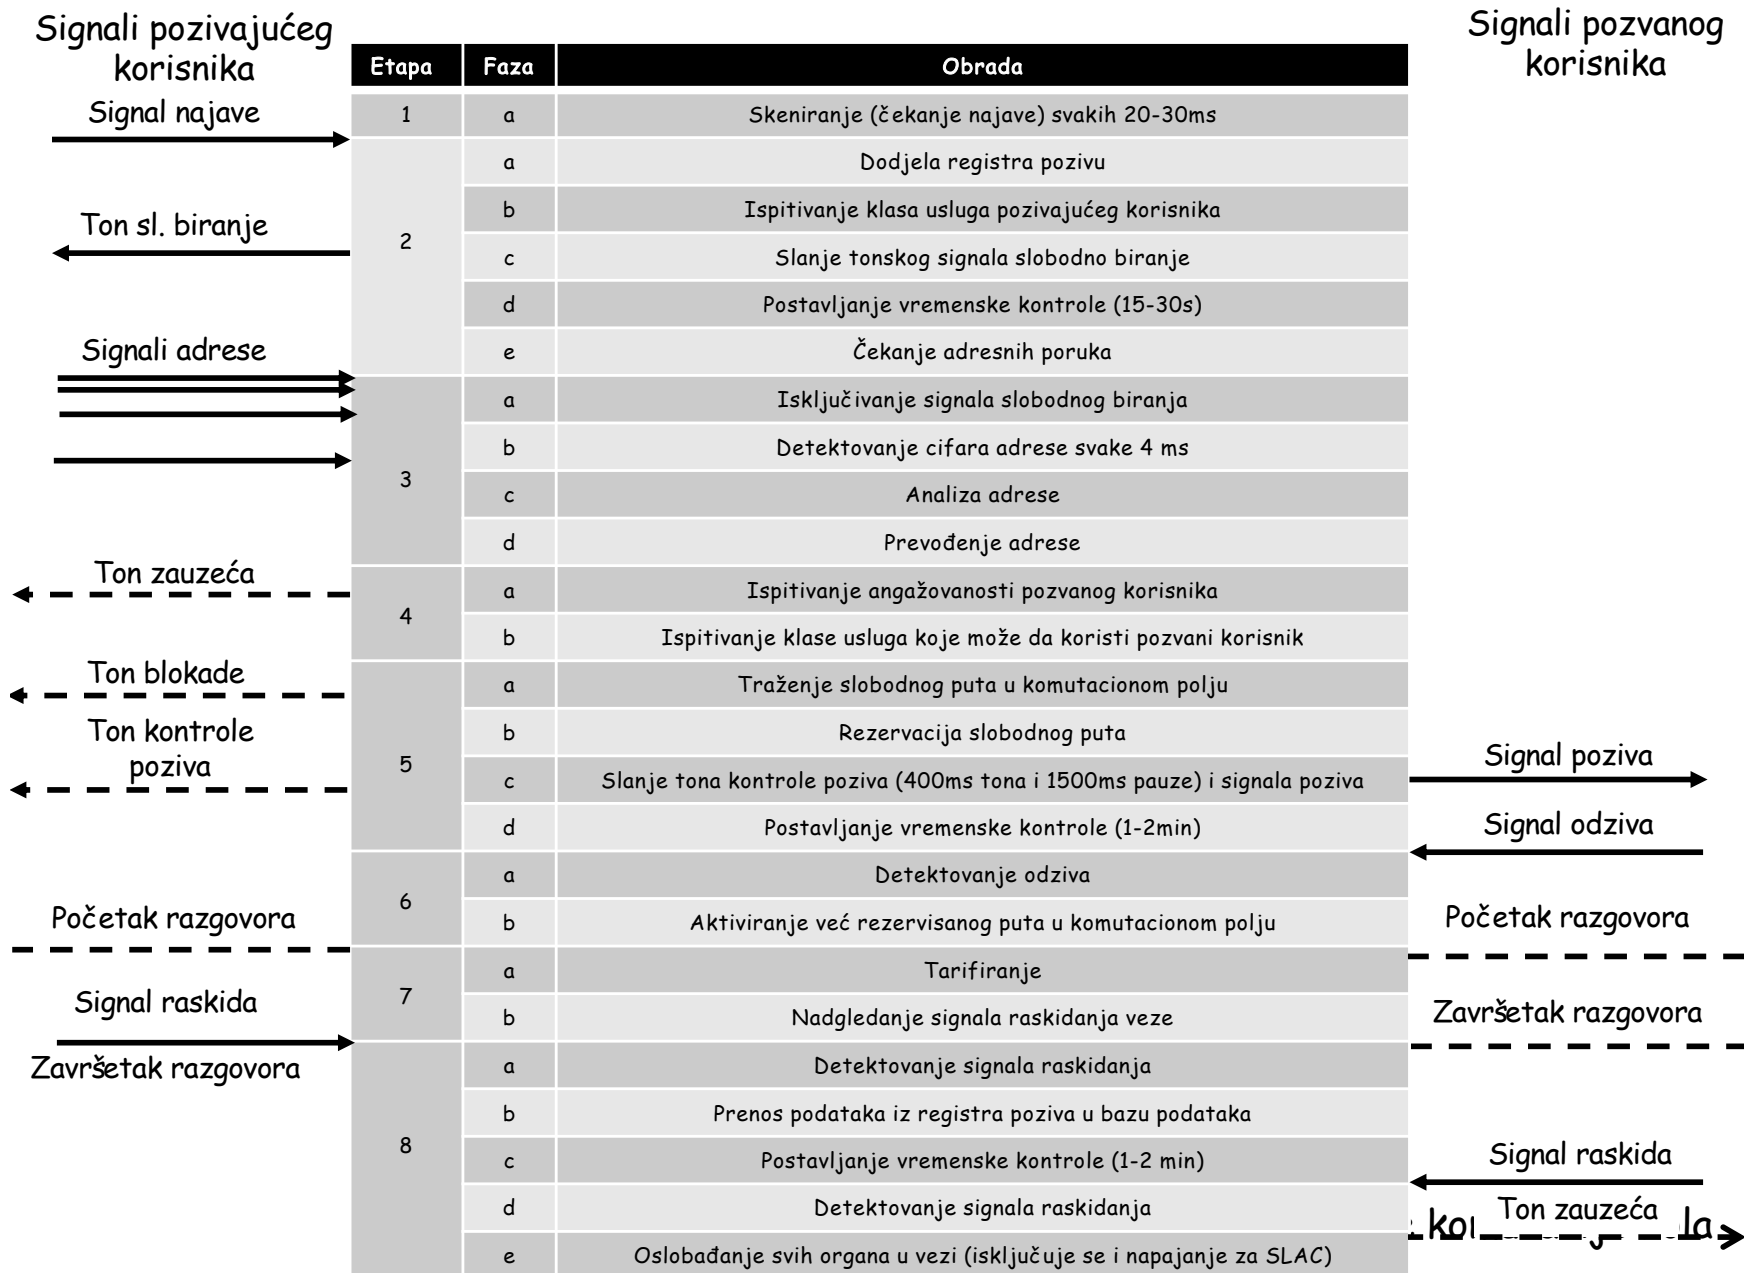 Signali pozivajućeg
korisnika
Signali pozvanog
korisnika
Etapa Faza Obrada
Signal najave
1 a Skeniranje (čekanje najave) svakih 20-30ms
2
a Dodjela registra pozivu
b Ispitivanje klasa usluga pozivajućeg korisnika
Ton sl. biranje
c Slanje tonskog signala slobodno biranje
d Postavljanje vremenske kontrole (15-30s)
e Čekanje adresnih poruka
Signali adrese
3
a Isključivanje signala slobodnog biranja
b Detektovanje cifara adrese svake 4 ms
c Analiza adrese
d Prevođenje adrese
Ton zauzeća
4
a Ispitivanje angažovanosti pozvanog korisnika
b Ispitivanje klase usluga koje može da koristi pozvani korisnik
Ton blokade
5
a Traženje slobodnog puta u komutacionom polju
b Rezervacija slobodnog puta
Ton kontrole
poziva
c Slanje tona kontrole poziva (400ms tona i 1500ms pauze) i signala poziva
Signal poziva
d Postavljanje vremenske kontrole (1-2min)
Signal odziva
6
a Detektovanje odziva
b Aktiviranje već rezervisanog puta u komutacionom polju
Početak razgovora
Početak razgovora
7
a Tarifiranje
b Nadgledanje signala raskidanja veze
Signal raskida
Završetak razgovora
Završetak razgovora
8
a Detektovanje signala raskidanja
b Prenos podataka iz registra poziva u bazu podataka
c Postavljanje vremenske kontrole (1-2 min)
Signal raskida
d Detektovanje signala raskidanja
Ton zauzeća
e Oslobađanje svih organa u vezi (isključuje se i napajanje za SLAC)